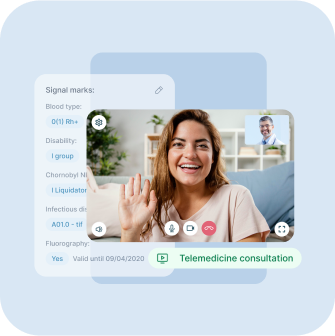 Signal marks:
Blood type:
0(1) Rh+
Disability:
I group
Chornobyl
I Liquidator
Infectious
A01.0 - tif
Fluorography:
Yes Valid until 09/04/2020
Telemedicine consultation